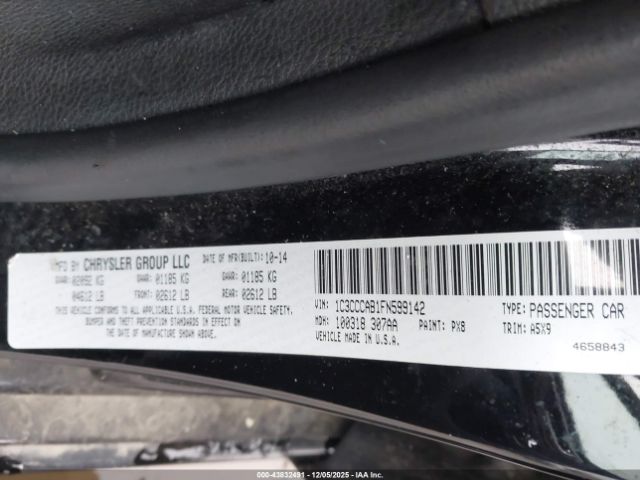 MFD BY CHRYSLER GROUP LLC DATE OF MFR(BUILT): 10-14
GVWR: 02092 KG GAWR: 01185 KG GAWR: 01185 KG
04612 LB FRONT: 02612 LB REAR: 02612 LB
THIS VEHICLE CONFORMS TO ALL U.S.A. FEDERAL MOTOR VEHICLE SAFETY,
BUMPER AND THEFT PREVENTION STANDARDS IN EFFECT ON THE
DATE OF MANUFACTURE SHOWN ABOVE.
VIN: 1C3CCCAB1FN599142 TYPE: PASSENGER CAR
MDH: 100318 307AA PAINT: PX8 TRIM: A5X9
VEHICLE MADE IN U.S.A.
4658843
000-43832491 - 12/05/2025 - IAAI.COM